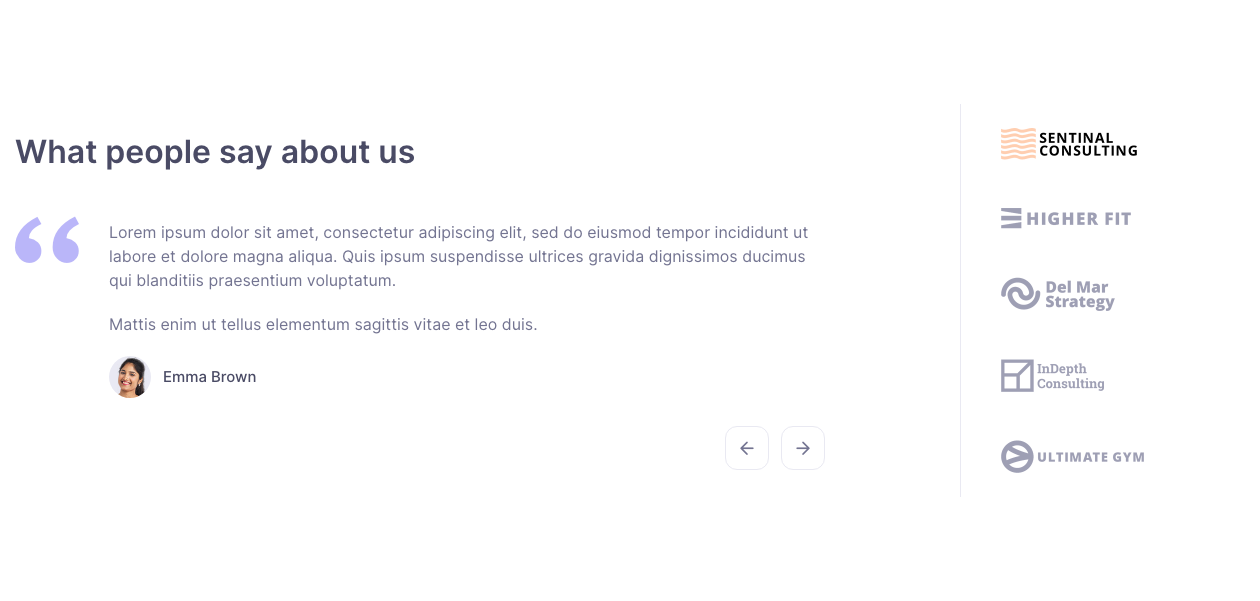 What people say about us
Lorem ipsum dolor sit amet, consectetur adipiscing elit, sed do eiusmod tempor incididunt ut
labore et dolore magna aliqua. Quis ipsum suspendisse ultrices gravida dignissimos ducimus
qui blanditiis praesentium voluptatum.
Mattis enim ut tellus elementum sagittis vitae et leo duis.
Emma Brown
SENTINAL
CONSULTING
HIGHER FIT
Del Mar
Strategy
InDepth
Consulting
ULTIMATE GYM